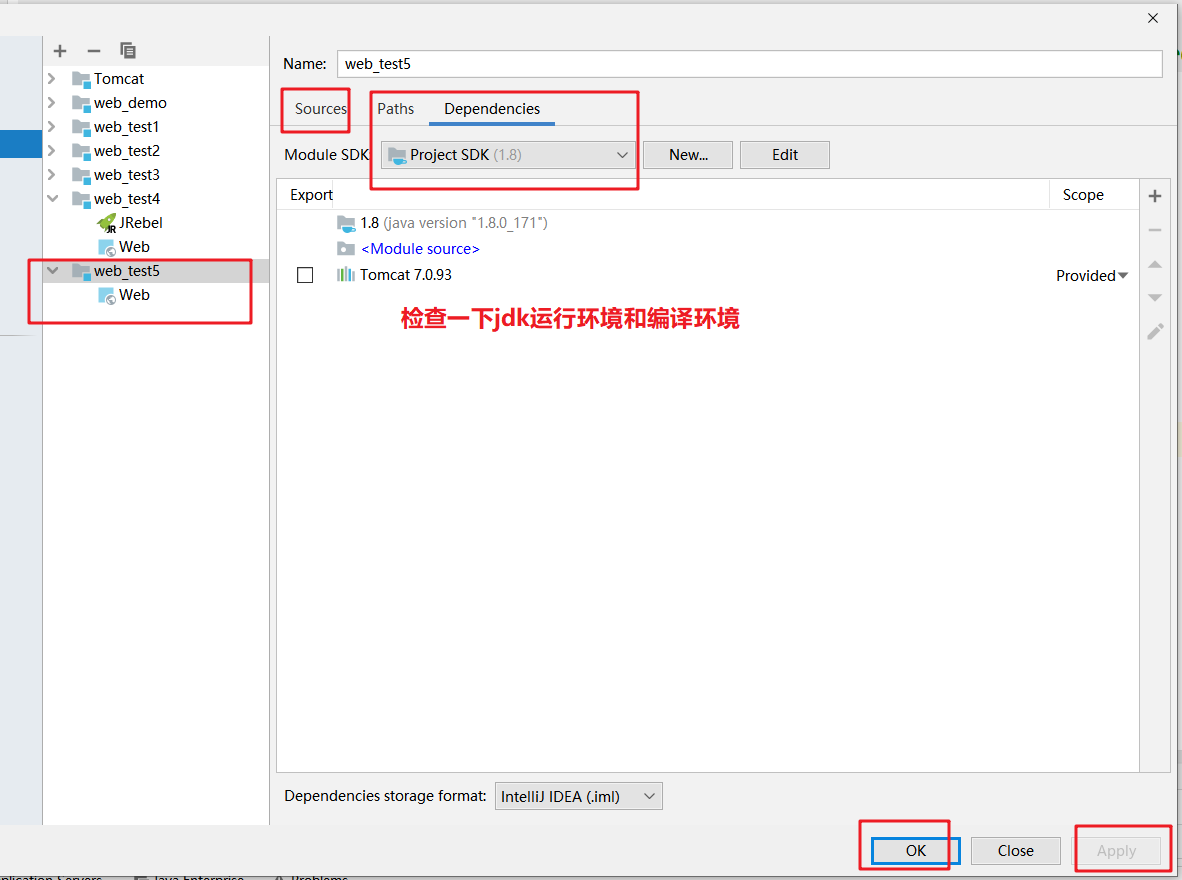 Name: web_test5
Tomcat
web_demo
web_test1
web_test2
web_test3
web_test4
JRebel
Web
web_test5
Web
Sources Paths Dependencies
Module SDK Project SDK (1.8) New... Edit
Export Scope
1.8 (java version "1.8.0_171")
<Module source>
Tomcat 7.0.93 Provided
检查一下jdk运行环境和编译环境
Dependencies storage format: IntelliJ IDEA (.iml)
OK Close Apply